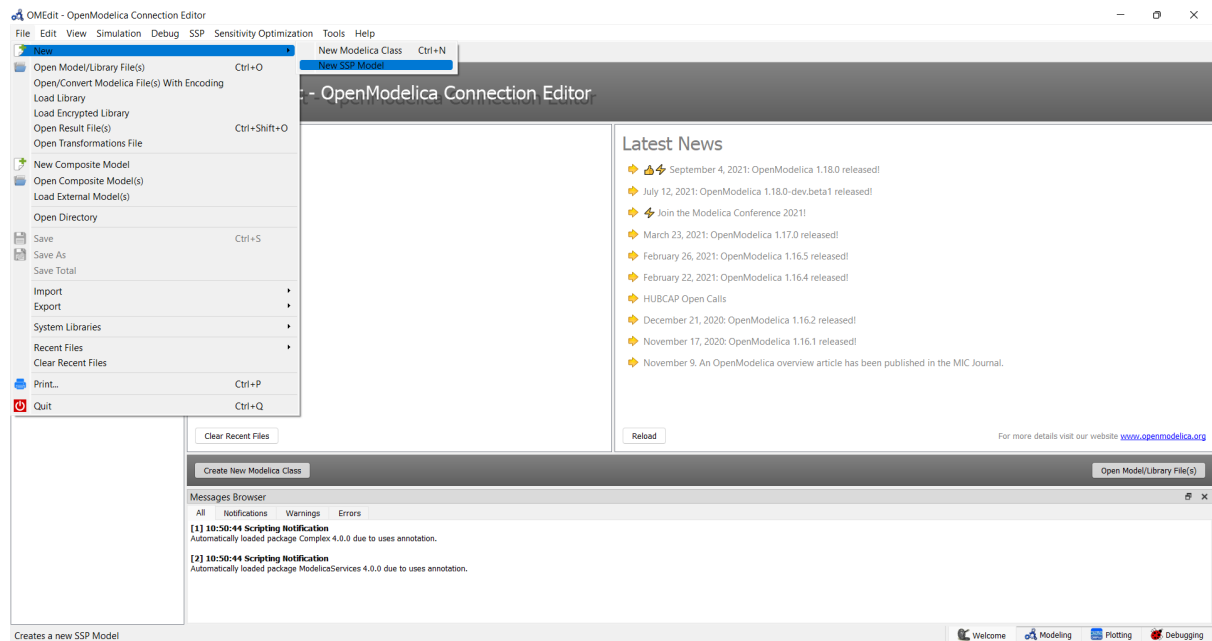 OMEdit - OpenModelica Connection Editor
File Edit View Simulation Debug SSP Sensitivity Optimization Tools Help
New
New Modelica Class Ctrl+N
New SSP Model
Open Model/Library File(s) Ctrl+O
Open/Convert Modelica File(s) With Encoding
Load Library
Load Encrypted Library
Open Result File(s) Ctrl+Shift+O
Open Transformations File
New Composite Model
Open Composite Model(s)
Load External Model(s)
Open Directory
Save Ctrl+S
Save As
Save Total
Import
Export
System Libraries
Recent Files
Clear Recent Files
Print... Ctrl+P
Quit Ctrl+Q
- OpenModelica Connection Editor
Latest News
September 4, 2021: OpenModelica 1.18.0 released!
July 12, 2021: OpenModelica 1.18.0-dev.beta1 released!
Join the Modelica Conference 2021!
March 23, 2021: OpenModelica 1.17.0 released!
February 26, 2021: OpenModelica 1.16.5 released!
February 22, 2021: OpenModelica 1.16.4 released!
HUBCAP Open Calls
December 21, 2020: OpenModelica 1.16.2 released!
November 17, 2020: OpenModelica 1.16.1 released!
November 9. An OpenModelica overview article has been published in the MIC Journal.
Clear Recent Files
Reload
For more details visit our website www.openmodelica.org
Create New Modelica Class
Open Model/Library File(s)
Messages Browser
All Notifications Warnings Errors
[1] 10:50:44 Scripting Notification
Automatically loaded package Complex 4.0.0 due to uses annotation.
[2] 10:50:44 Scripting Notification
Automatically loaded package ModelicaServices 4.0.0 due to uses annotation.
Creates a new SSP Model
Welcome Modeling Plotting Debugging